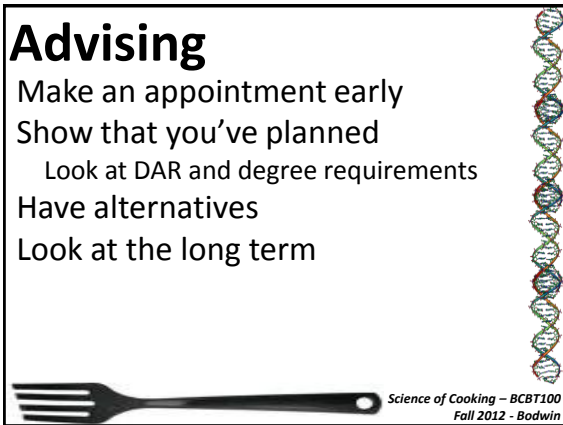 Advising
Make an appointment early
Show that you've planned
Look at DAR and degree requirements
Have alternatives
Look at the long term
Science of Cooking – BCBT100
Fall 2012 - Bodwin